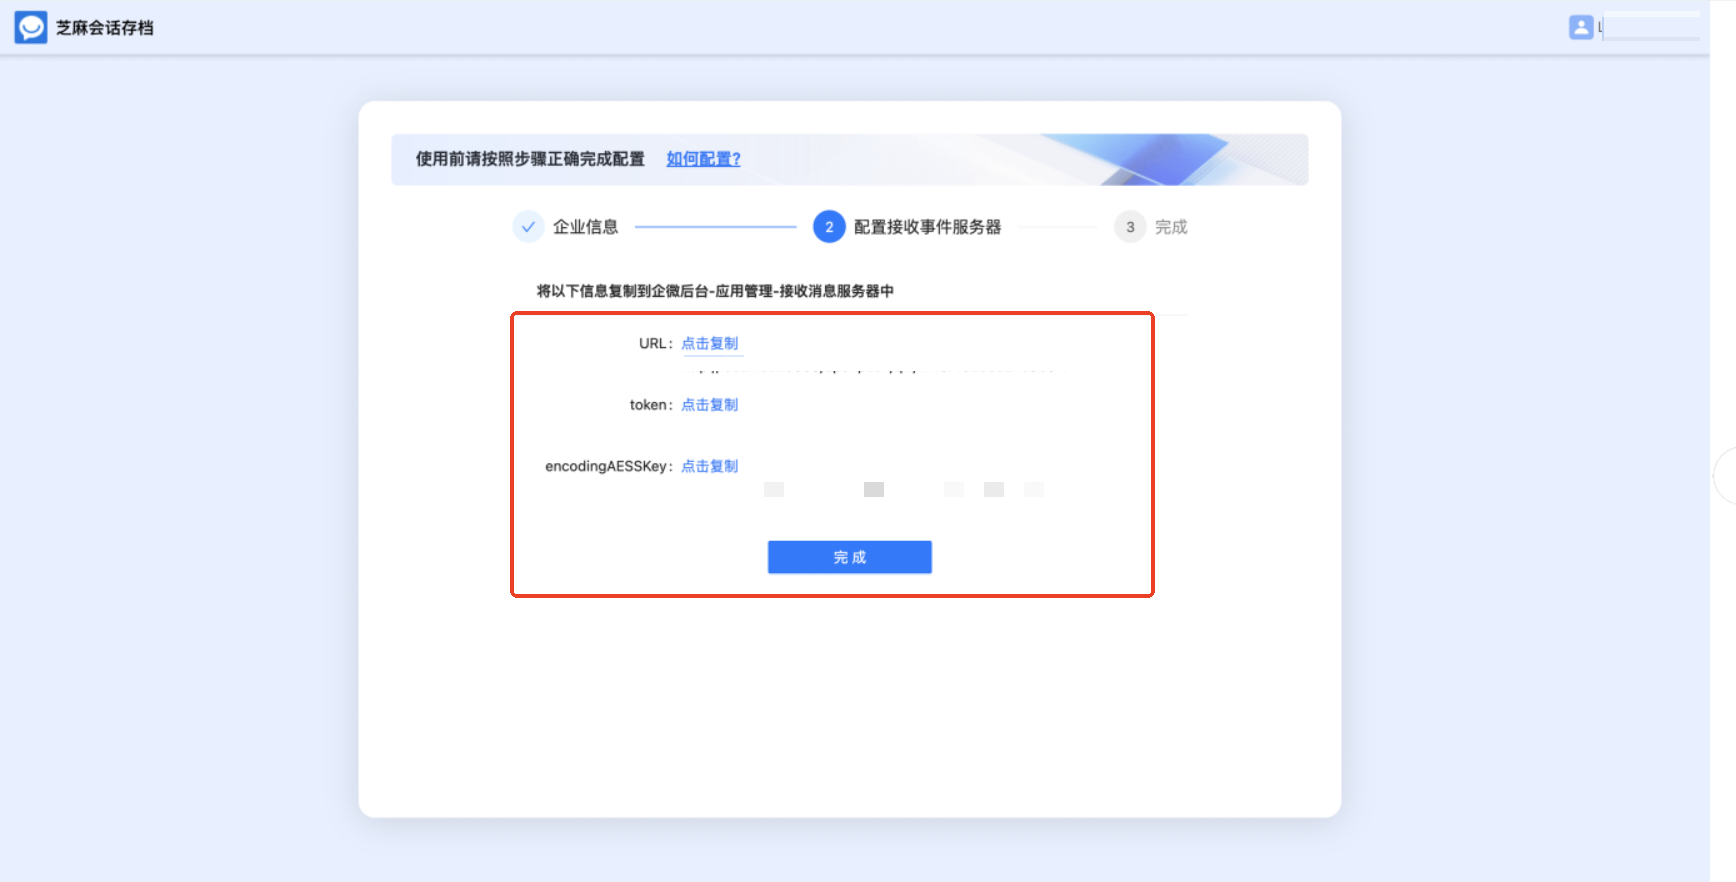 芝麻会话存档
使用前请按照步骤正确完成配置 如何配置?
企业信息 2 配置接收事件服务器 3 完成
将以下信息复制到企微后台-应用管理-接收消息服务器中
URL: 点击复制
token: 点击复制
encodingAESSKey: 点击复制
完成